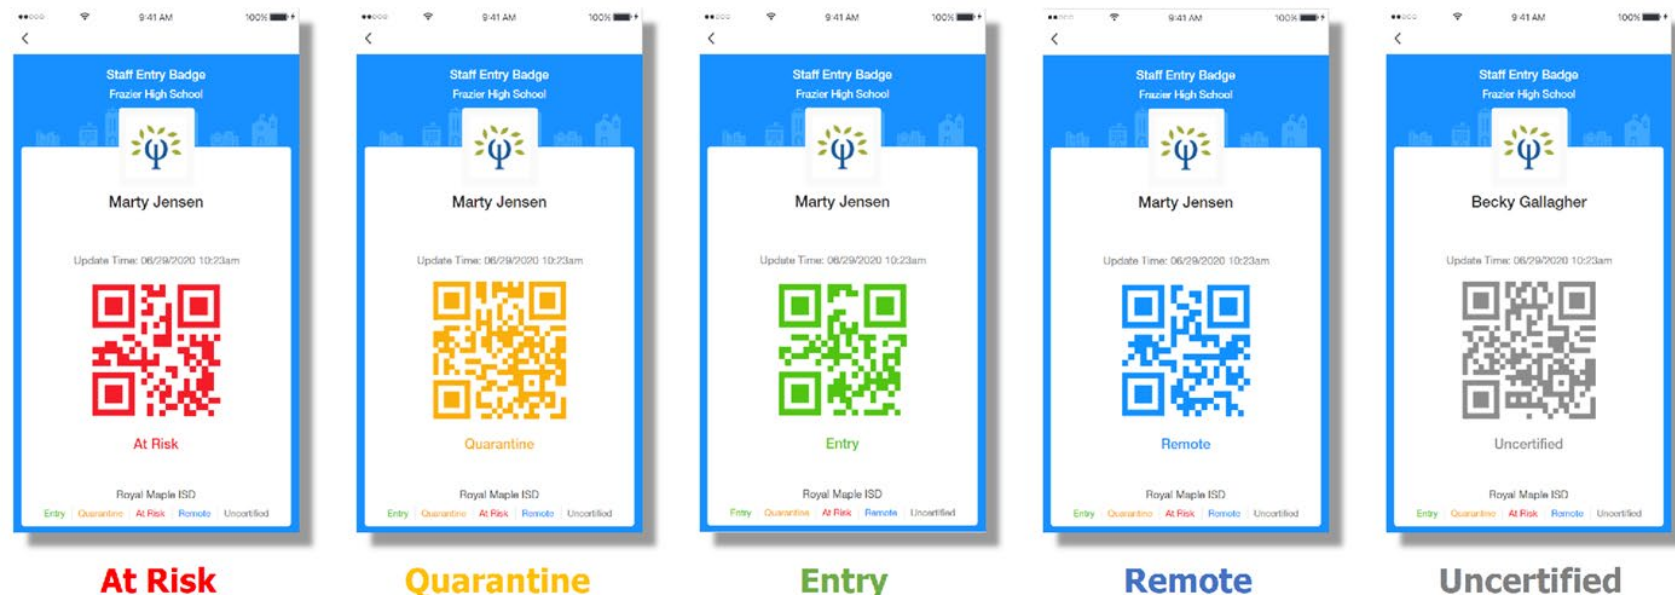 9:41 AM 100%
Staff Entry Badge
Frazier High School
Marty Jensen
Update Time: 06/29/2020 10:23am
At Risk
Royal Maple ISD
Entry Quarantine At Risk Remote Uncertified
At Risk
9:41 AM 100%
Staff Entry Badge
Frazier High School
Marty Jensen
Update Time: 06/29/2020 10:23am
Quarantine
Royal Maple ISD
Entry Quarantine At Risk Remote Uncertified
Quarantine
9:41 AM 100%
Staff Entry Badge
Frazier High School
Marty Jensen
Update Time: 06/29/2020 10:23am
Entry
Royal Maple ISD
Entry Quarantine At Risk Remote Uncertified
Entry
9:41 AM 100%
Staff Entry Badge
Frazier High School
Marty Jensen
Update Time: 06/29/2020 10:23am
Remote
Royal Maple ISD
Entry Quarantine At Risk Remote Uncertified
Remote
9:41 AM 100%
Staff Entry Badge
Frazier High School
Becky Gallagher
Update Time: 06/29/2020 10:23am
Uncertified
Royal Maple ISD
Entry Quarantine At Risk Remote Uncertified
Uncertified